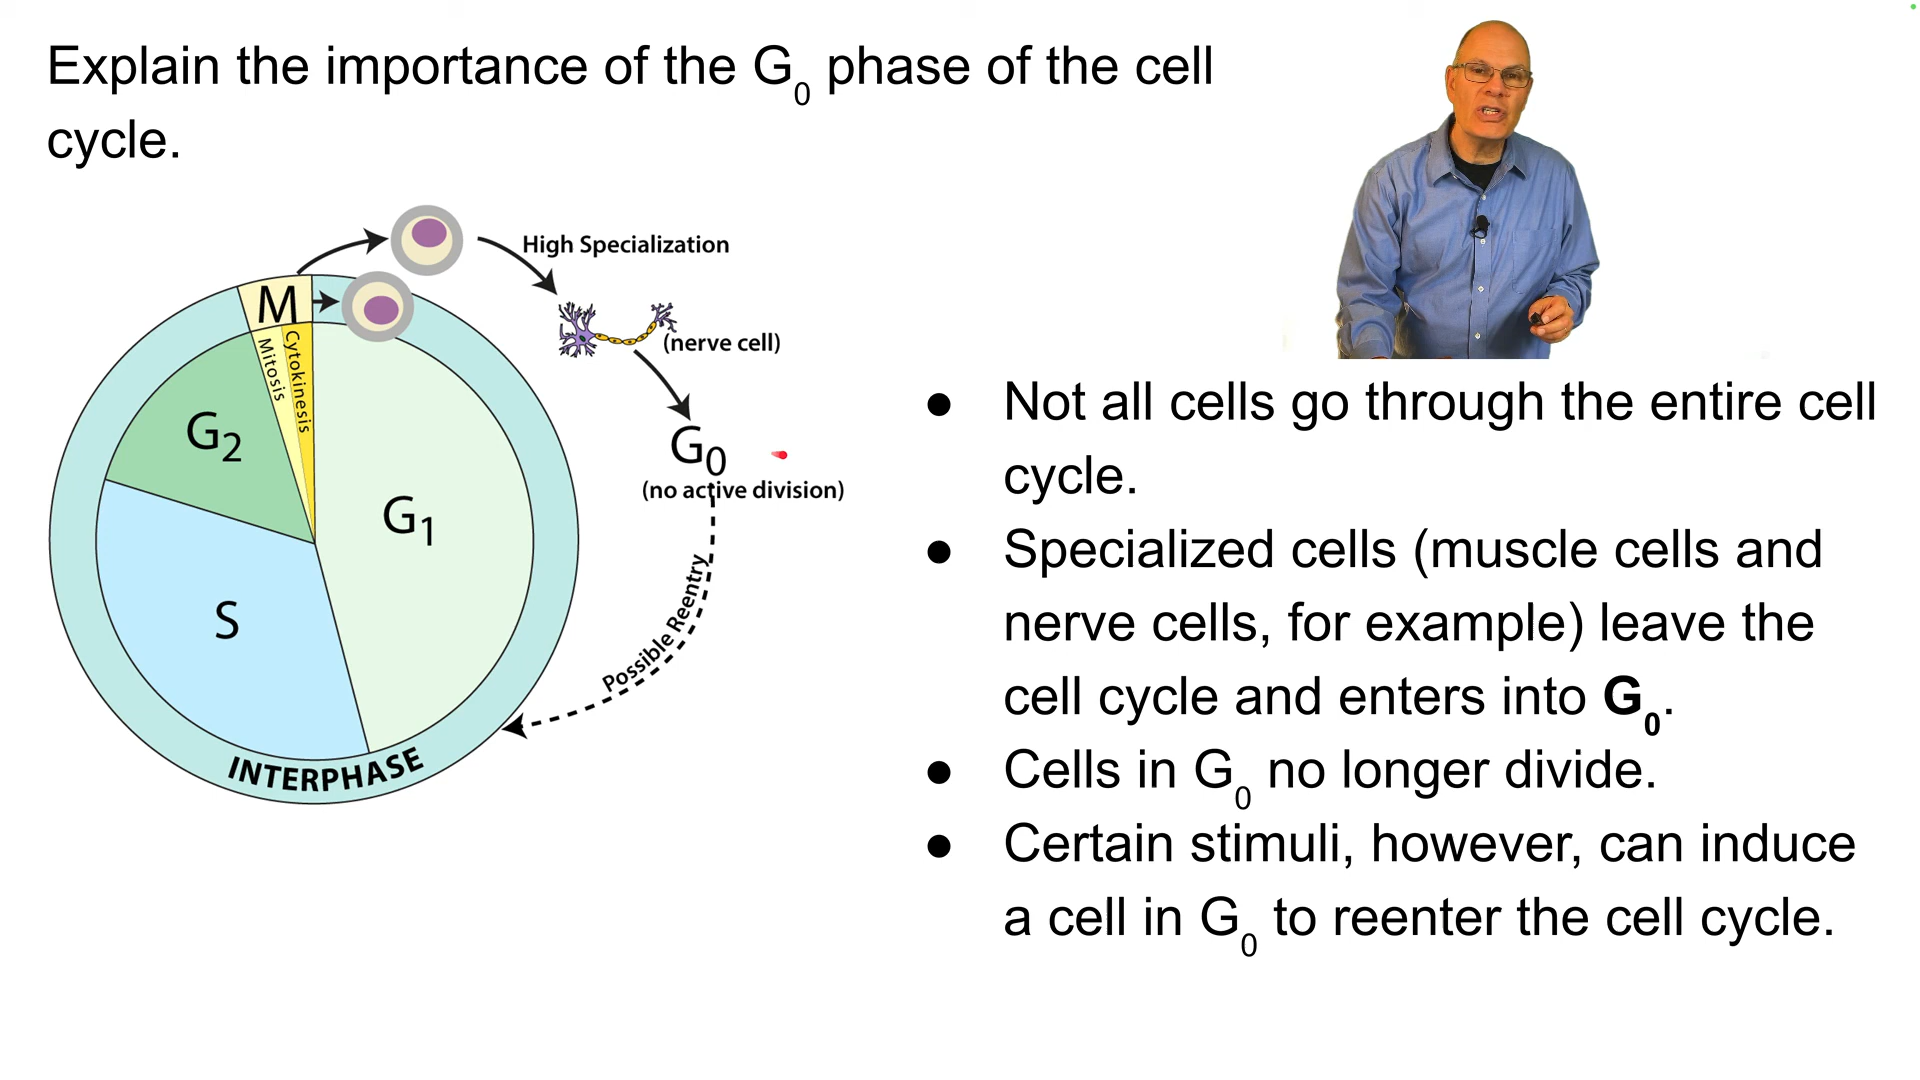 Explain the importance of the G₀ phase of the cell
cycle.
High Specialization
(nerve cell)
G₀
(no active division)
Possible Reentry
M
Mitosis
Cytokinesis
G₂
G₁
S
INTERPHASE
● Not all cells go through the entire cell
cycle.
● Specialized cells (muscle cells and
nerve cells, for example) leave the
cell cycle and enters into G₀.
● Cells in G₀ no longer divide.
● Certain stimuli, however, can induce
a cell in G₀ to reenter the cell cycle.